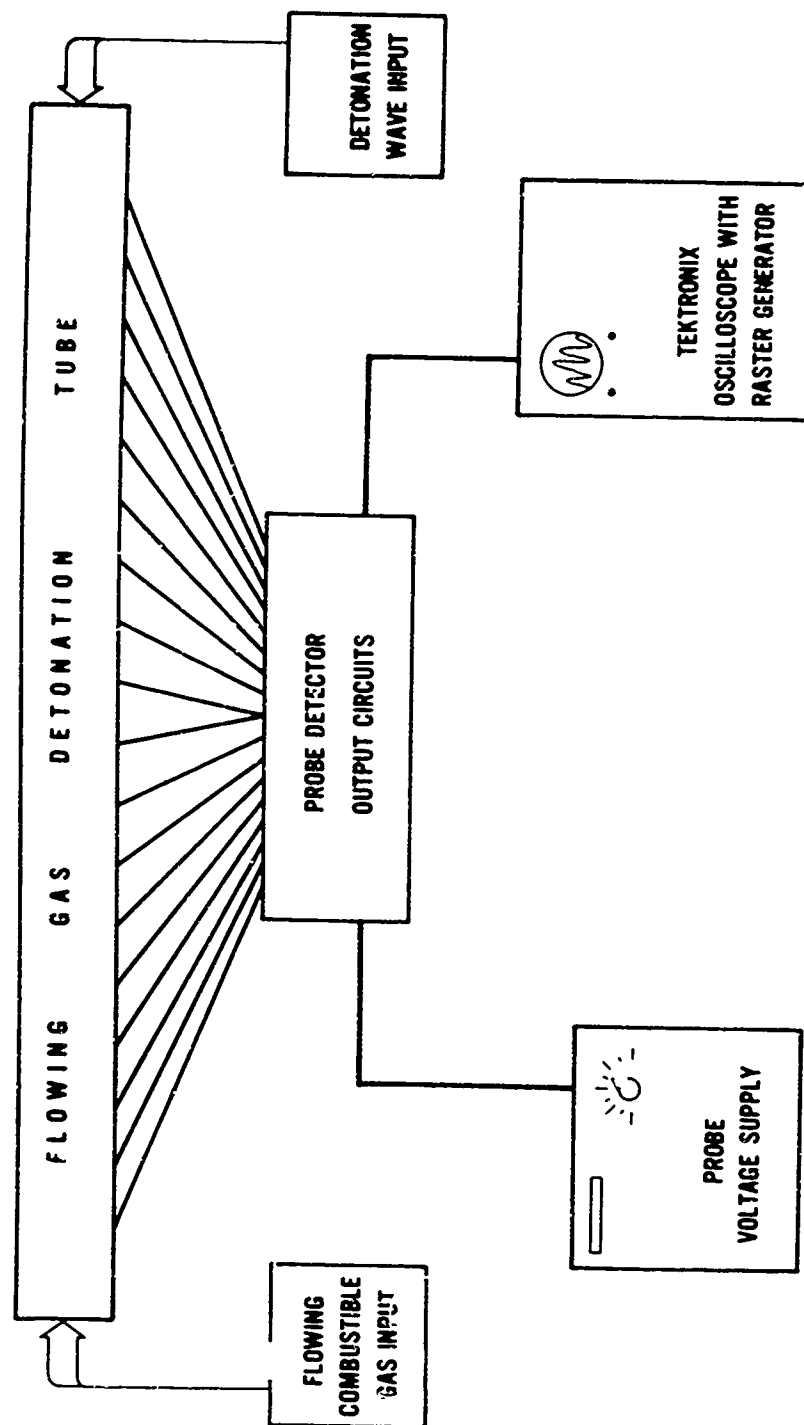 FLOWING GAS DETONATION TUBE
FLOWING
COMBUSTIBLE
GAS INPUT
DETONATION
WAVE INPUT
PROBE DETECTOR
OUTPUT CIRCUITS
PROBE
VOLTAGE SUPPLY
TEKTRONIX
OSCILLOSCOPE WITH
RASTER GENERATOR